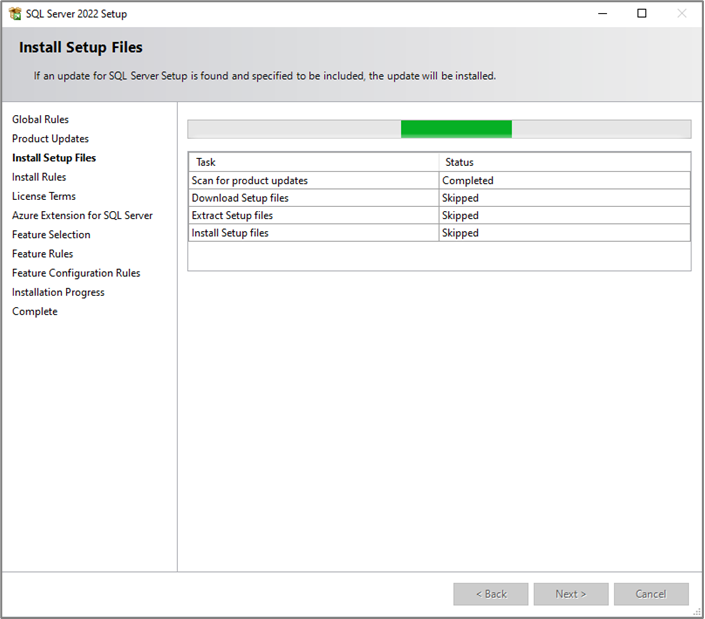 SQL Server 2022 Setup
Install Setup Files
If an update for SQL Server Setup is found and specified to be included, the update will be installed.
Global Rules
Product Updates
Install Setup Files
Install Rules
License Terms
Azure Extension for SQL Server
Feature Selection
Feature Rules
Feature Configuration Rules
Installation Progress
Complete
Task Status
Scan for product updates Completed
Download Setup files Skipped
Extract Setup files Skipped
Install Setup files Skipped
< Back Next > Cancel